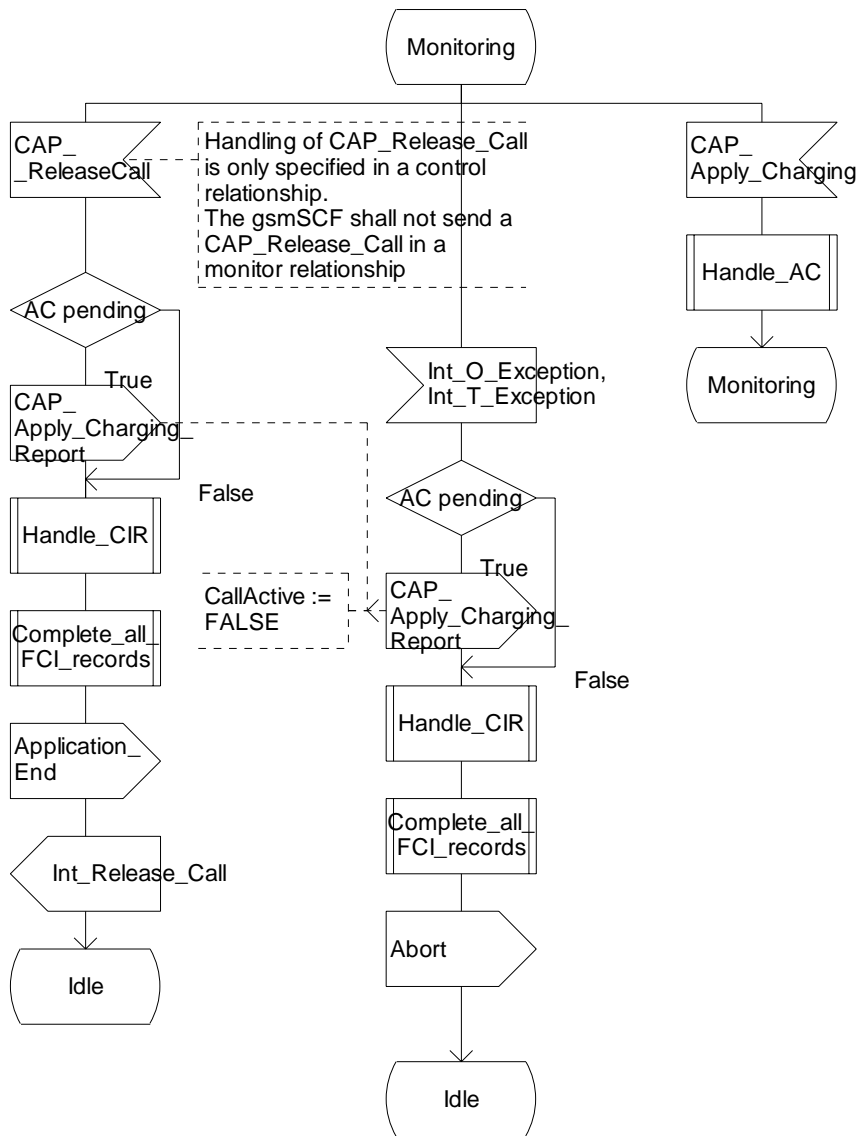 Monitoring
CAP_
_ReleaseCall
Handling of CAP_Release_Call
is only specified in a control
relationship.
The gsmSCF shall not send a
CAP_Release_Call in a
monitor relationship
CAP_
Apply_Charging
Handle_AC
Monitoring
AC pending
True
CAP_
Apply_Charging_
Report
False
Handle_CIR
Complete_all_
FCI_records
Application_
End
Int_Release_Call
Idle
Int_O_Exception,
Int_T_Exception
AC pending
True
CallActive :=
FALSE
CAP_
Apply_Charging_
Report
False
Handle_CIR
Complete_all_
FCI_records
Abort
Idle